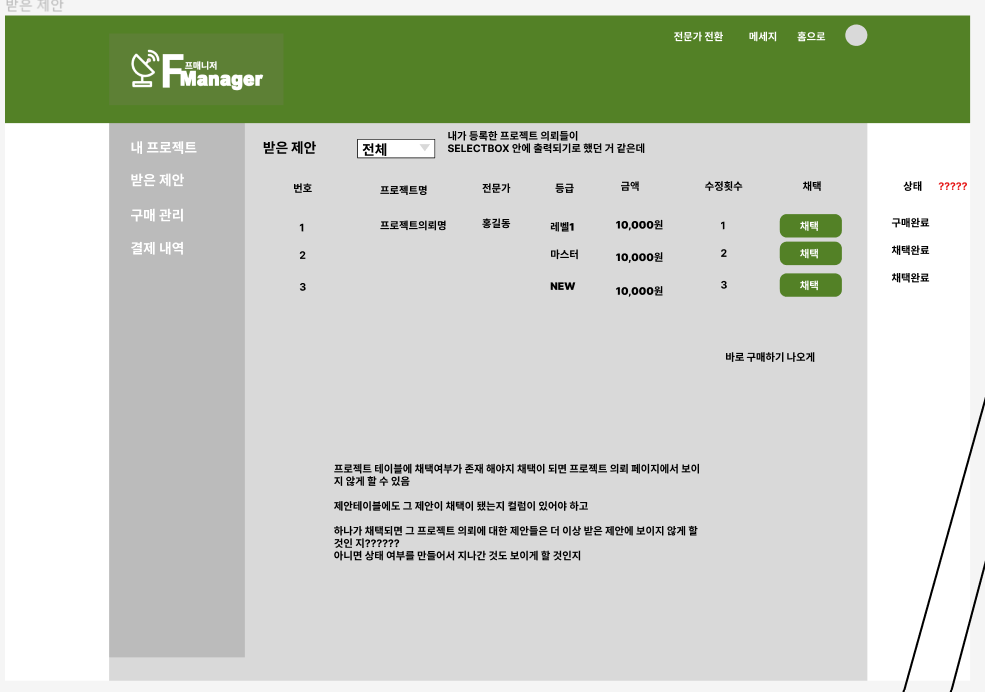 받은 제안
전문가 전환 메세지 홈으로
프매니저
FManager
내 프로젝트
받은 제안
구매 관리
결제 내역
받은 제안
전체
내가 등록한 프로젝트 의뢰들이
SELECTBOX 안에 출력되기로 했던 거 같은데
번호 프로젝트명 전문가 등급 금액 수정횟수 채택 상태 ?????
1 프로젝트의뢰명 홍길동 레벨1 10,000원 1 채택 구매완료
2 마스터 10,000원 2 채택 채택완료
3 NEW 10,000원 3 채택 채택완료
바로 구매하기 나오게
프로젝트 테이블에 채택여부가 존재 해야지 채택이 되면 프로젝트 의뢰 페이지에서 보이
지 않게 할 수 있음
제안테이블에도 그 제안이 채택이 됐는지 컬럼이 있어야 하고
하나가 채택되면 그 프로젝트 의뢰에 대한 제안들은 더 이상 받은 제안에 보이지 않게 할
것인 지??????
아니면 상태 여부를 만들어서 지나간 것도 보이게 할 것인지